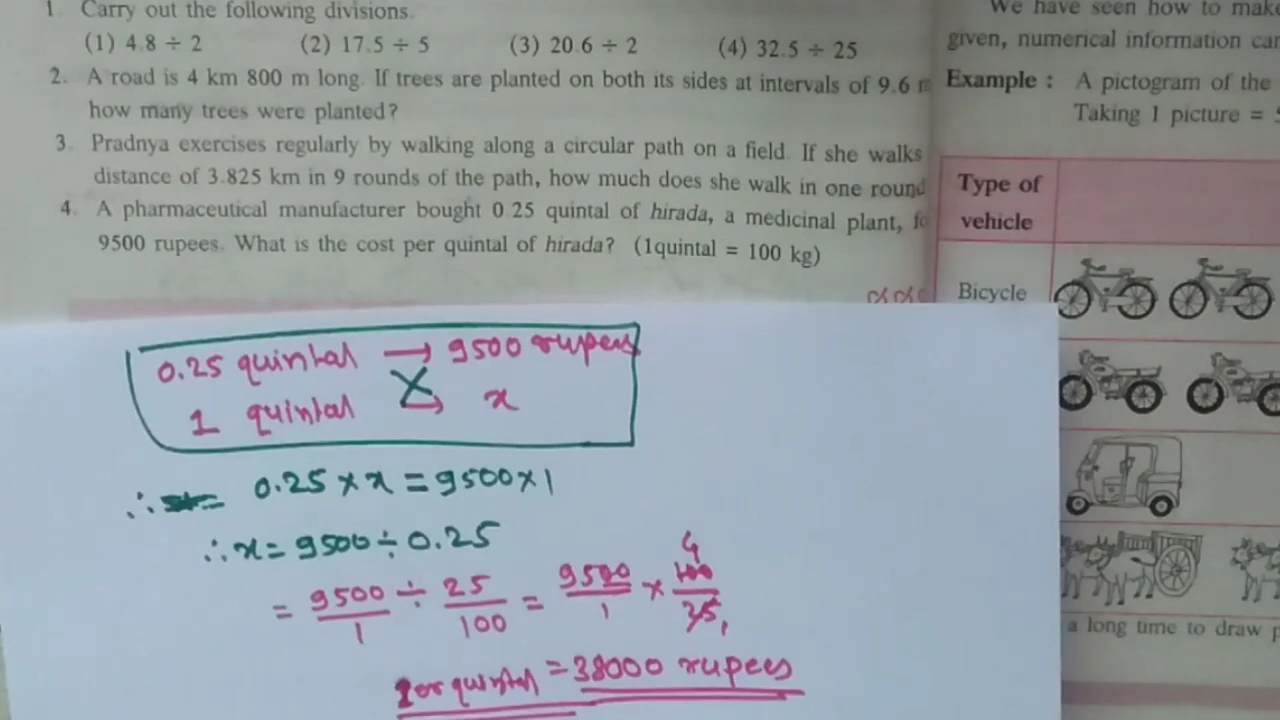 1. Carry out the following divisions.
(1) 4.8 ÷ 2 (2) 17.5 ÷ 5 (3) 20.6 ÷ 2 (4) 32.5 ÷ 25
2. A road is 4 km 800 m long. If trees are planted on both its sides at intervals of 9.6 m
how many trees were planted?
3. Pradnya exercises regularly by walking along a circular path on a field. If she walks
distance of 3.825 km in 9 rounds of the path, how much does she walk in one round
4. A pharmaceutical manufacturer bought 0.25 quintal of hirada, a medicinal plant,
9500 rupees. What is the cost per quintal of hirada? (1quintal = 100 kg)
We have seen how to make
given, numerical information
Example : A pictogram of the
Taking 1 picture =
Type of
vehicle
Bicycle
a long time to draw
0.25 quintal → 9500 rupees
1 quintal → x
∴ 0.25 × x = 9500 × 1
∴ x = 9500 ÷ 0.25
= 9500/1 ÷ 25/100 = 9500/1 × 100/25
4
1
Per quintal = 38000 rupees